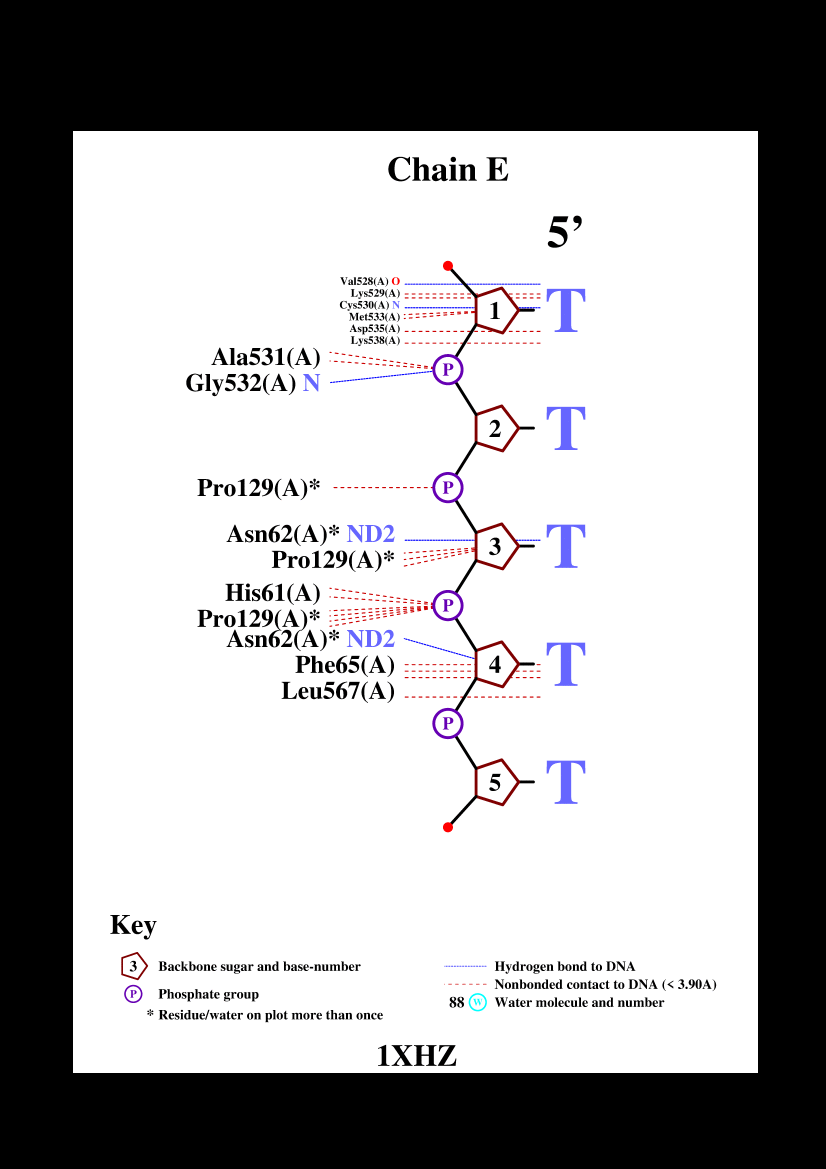 Chain E
5’
Val528(A) O
Lys529(A)
Cys530(A) N
Met533(A)
Asp535(A)
Lys538(A)
1
T
Ala531(A)
P
Gly532(A) N
2
T
Pro129(A)*
P
Asn62(A)* ND2
3
T
Pro129(A)*
His61(A)
P
Pro129(A)*
Asn62(A)* ND2
Phe65(A)
4
T
Leu567(A)
P
5
T
Key
3 Backbone sugar and base-number
P Phosphate group
* Residue/water on plot more than once
Hydrogen bond to DNA
Nonbonded contact to DNA (< 3.90A)
88 W Water molecule and number
1XHZ